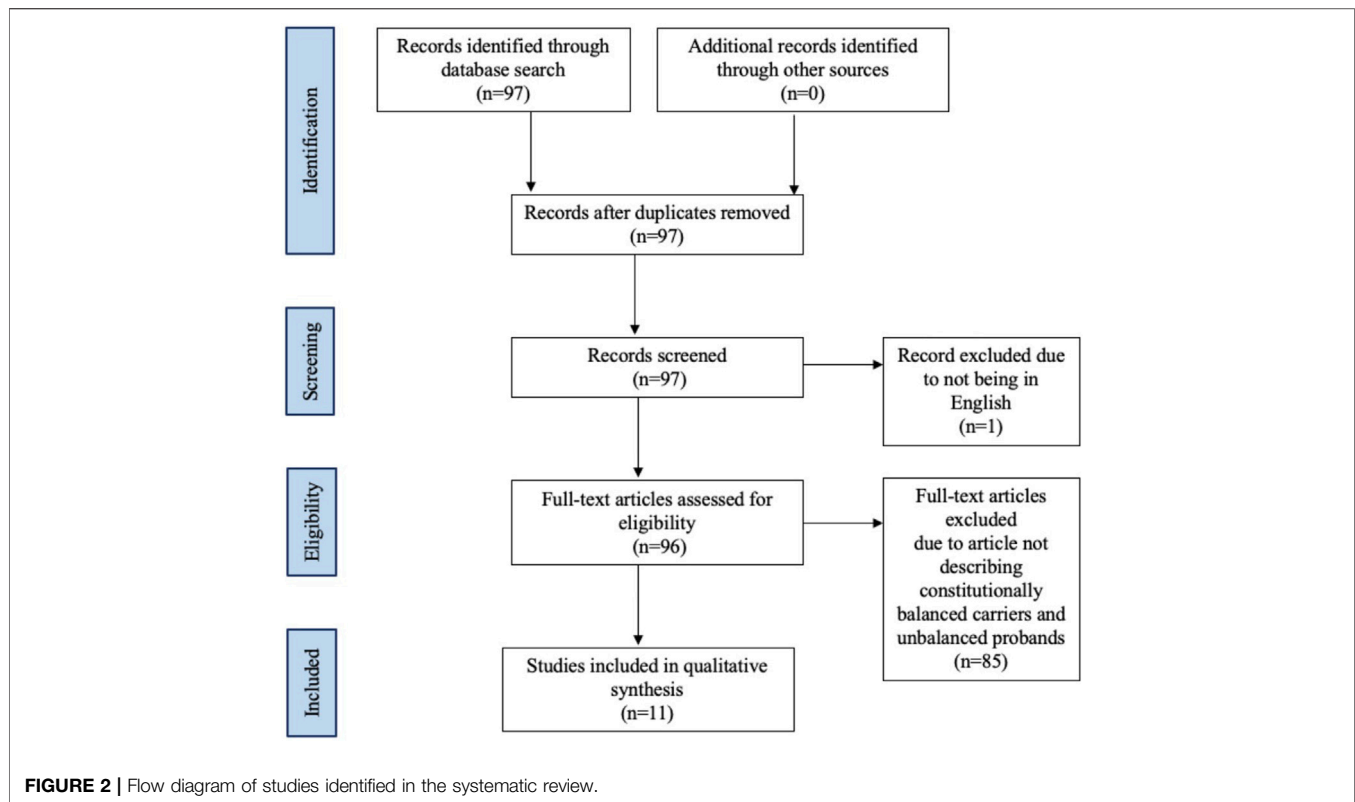 Identification
Records identified through
database search
(n=97)
Additional records identified
through other sources
(n=0)
Records after duplicates removed
(n=97)
Screening
Records screened
(n=97)
Record excluded due
to not being in
English
(n=1)
Eligibility
Full-text articles assessed for
eligibility
(n=96)
Full-text articles
excluded
due to article not
describing
constitutionally
balanced carriers and
unbalanced probands
(n=85)
Included
Studies included in qualitative
synthesis
(n=11)
FIGURE 2 | Flow diagram of studies identified in the systematic review.